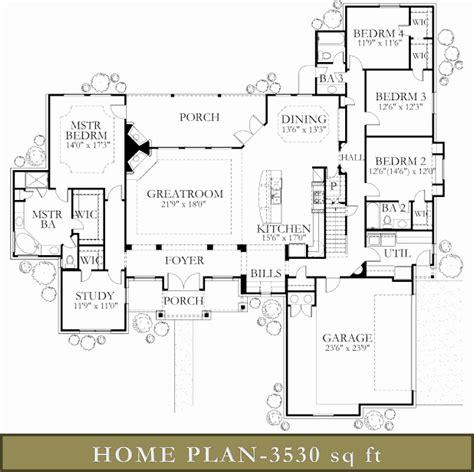 BEDRM 4
11'9" x 11'6"
WIC
BA 3
WIC
BEDRM 3
12'6" x 12'3"
PORCH
DINING
13'6" x 13'3"
MSTR
BEDRM
14'0" x 17'3"
HALL
BEDRM 2
12'6"(14'6") x 12'0"
P
GREATROOM
21'9" x 18'0"
MSTR
BA
WIC
KITCHEN
15'6" x 17'0"
BA 2
WIC
UTIL
WIC
FOYER
BILLS
STUDY
11'9" x 11'0"
PORCH
GARAGE
23'6" x 23'9"
HOME PLAN-3530 sq ft